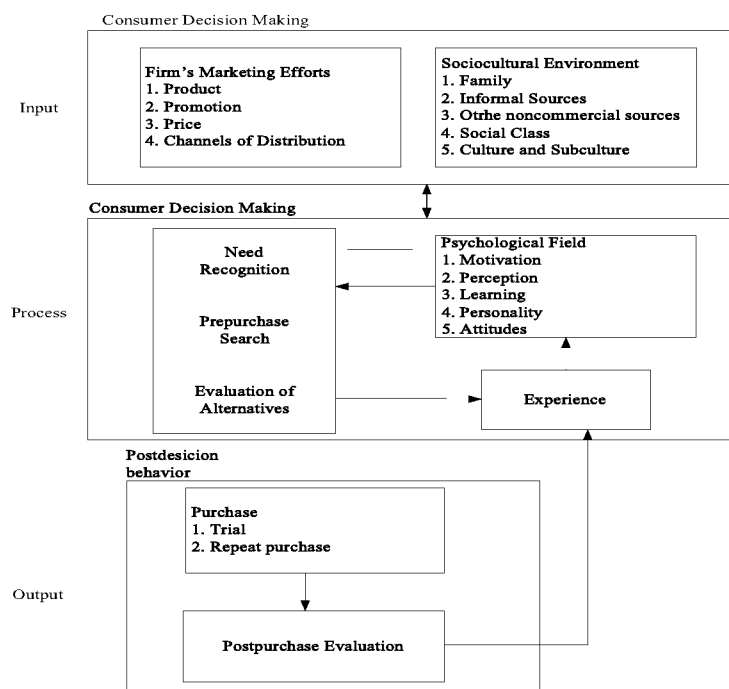 Consumer Decision Making
Input
Firm's Marketing Efforts
1. Product
2. Promotion
3. Price
4. Channels of Distribution
Sociocultural Environment
1. Family
2. Informal Sources
3. Otrhe noncommercial sources
4. Social Class
5. Culture and Subculture
Consumer Decision Making
Process
Need
Recognition
Prepurchase
Search
Evaluation of
Alternatives
Psychological Field
1. Motivation
2. Perception
3. Learning
4. Personality
5. Attitudes
Experience
Postdesicion
behavior
Output
Purchase
1. Trial
2. Repeat purchase
Postpurchase Evaluation